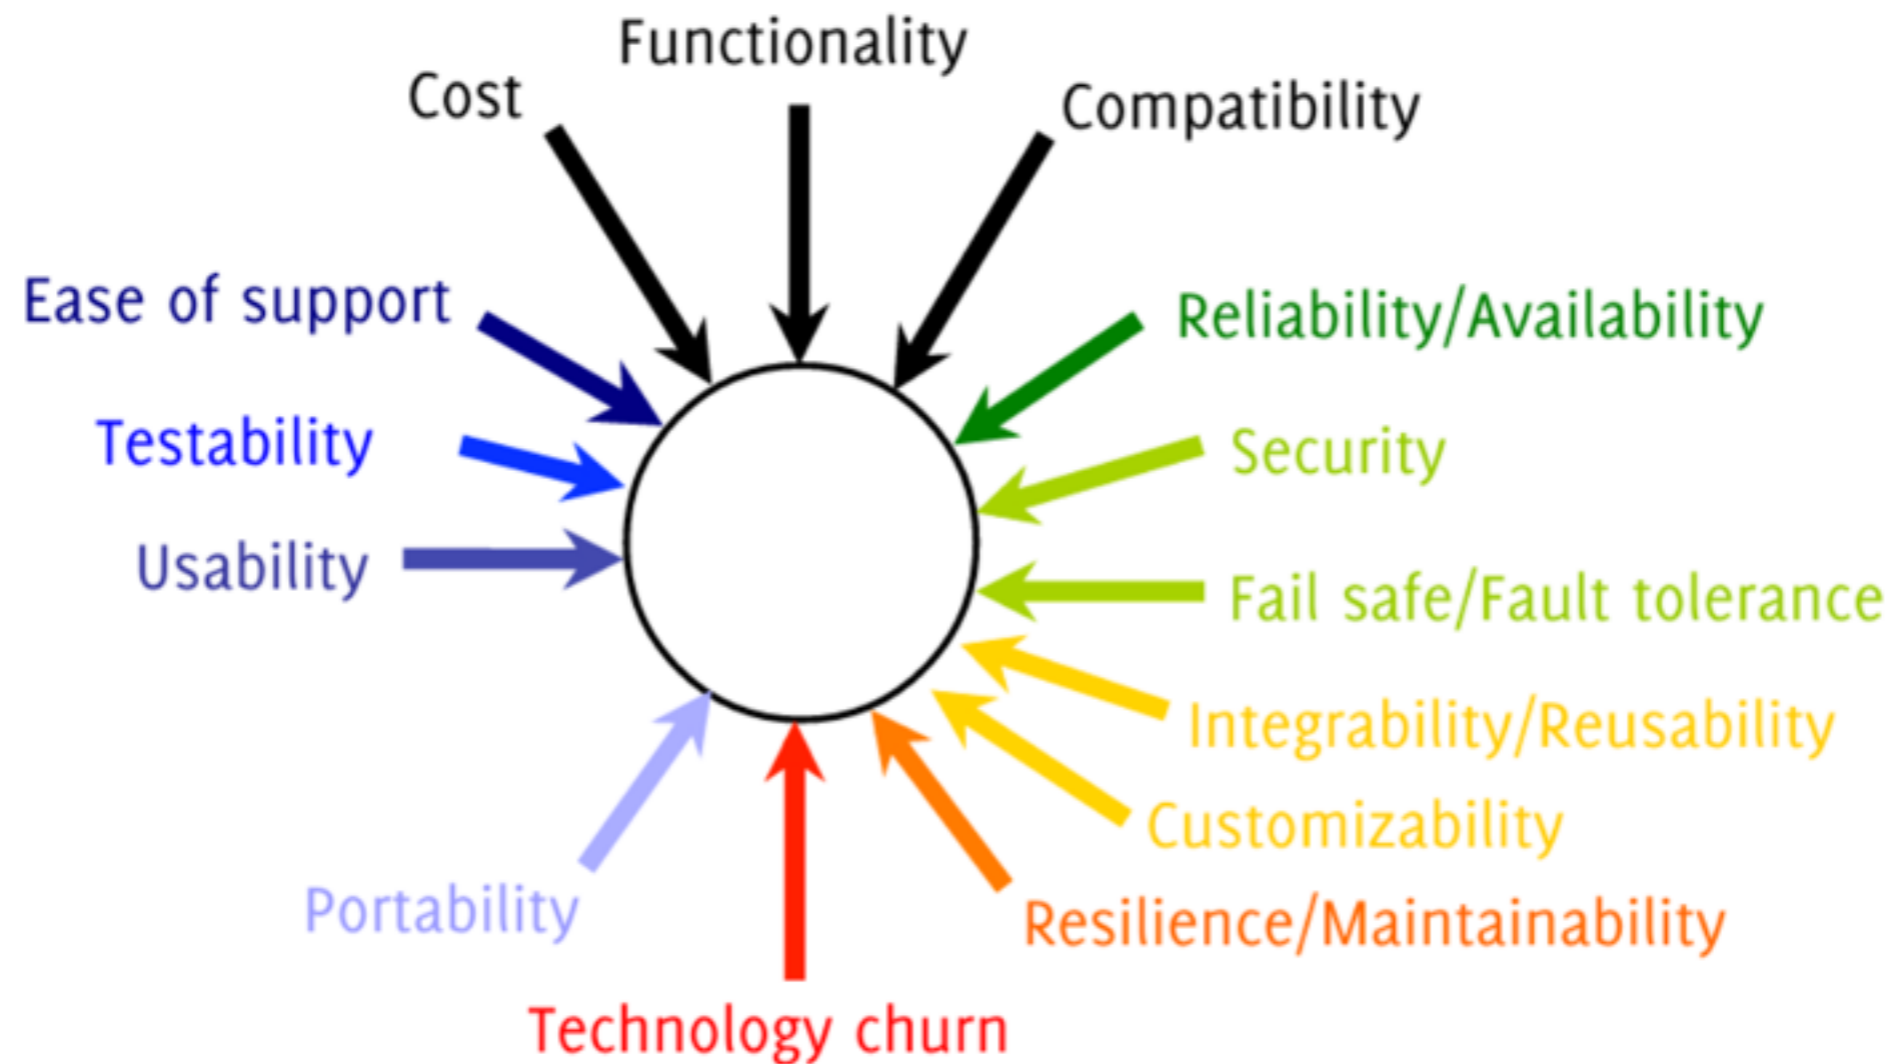 Functionality
Cost
Compatibility
Ease of support
Reliability/Availability
Testability
Security
Usability
Fail safe/Fault tolerance
Integrability/Reusability
Customizability
Portability
Resilience/Maintainability
Technology churn